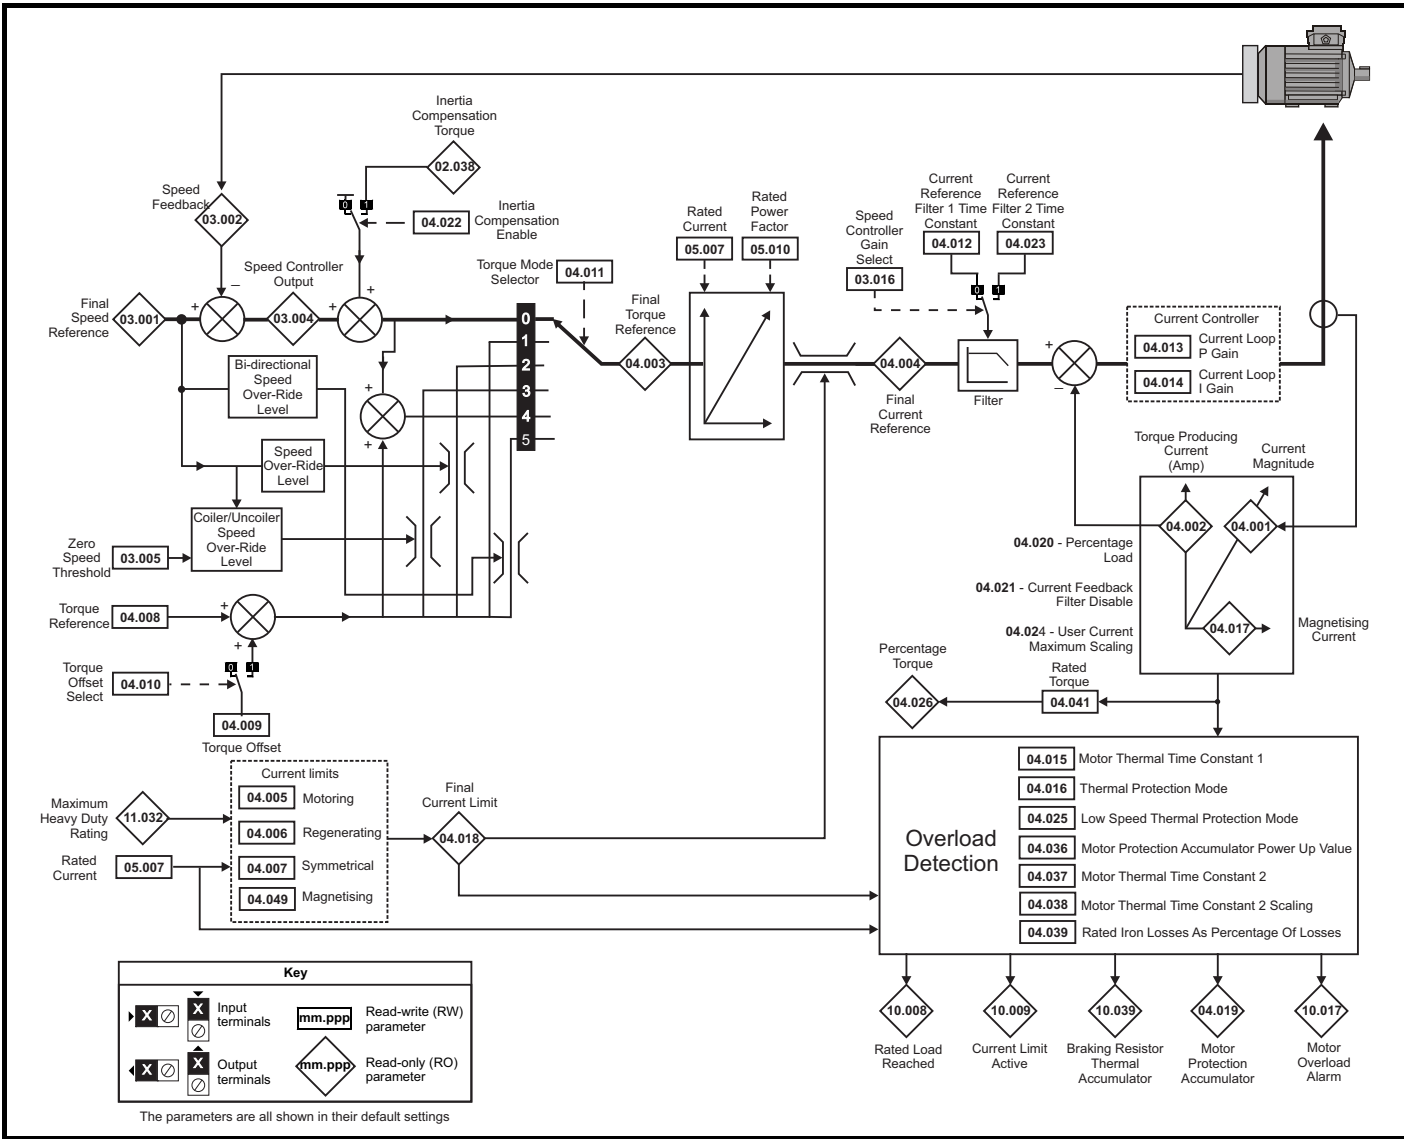 Inertia
Compensation
Torque
02.038
Speed
Feedback
03.002
0 1
04.022
Inertia
Compensation
Enable
Speed Controller
Output
Final
Speed
Reference
03.001
+
–
03.004
+
+
Torque Mode
Selector
04.011
Final
Torque
Reference
04.003
Rated
Current
05.007
Rated
Power
Factor
05.010
Speed
Controller
Gain
Select
03.016
Current
Reference
Filter 1 Time
Constant
04.012
Current
Reference
Filter 2 Time
Constant
04.023
0 1
04.004
Final
Current
Reference
Filter
+
–
Current Controller
04.013
Current Loop
P Gain
04.014
Current Loop
I Gain
0
1
2
3
4
5
Bi-directional
Speed
Over-Ride
Level
+
+
Speed
Over-Ride
Level
Coiler/Uncoiler
Speed
Over-Ride
Level
Zero
Speed
Threshold
03.005
Torque
Reference
04.008
+
+
Torque
Offset
Select
04.010
0 1
04.009
Torque Offset
Torque Producing
Current
(Amp)
Current
Magnitude
04.002
04.001
04.017
Magnetising
Current
04.020 - Percentage
Load
04.021 - Current Feedback
Filter Disable
04.024 - User Current
Maximum Scaling
Percentage
Torque
04.026
Rated
Torque
04.041
Maximum
Heavy Duty
Rating
11.032
Rated
Current
05.007
Current limits
04.005 Motoring
04.006 Regenerating
04.007 Symmetrical
04.049 Magnetising
Final
Current Limit
04.018
Overload
Detection
04.015 Motor Thermal Time Constant 1
04.016 Thermal Protection Mode
04.025 Low Speed Thermal Protection Mode
04.036 Motor Protection Accumulator Power Up Value
04.037 Motor Thermal Time Constant 2
04.038 Motor Thermal Time Constant 2 Scaling
04.039 Rated Iron Losses As Percentage Of Losses
10.008
Rated Load
Reached
10.009
Current Limit
Active
10.039
Braking Resistor
Thermal
Accumulator
04.019
Motor
Protection
Accumulator
10.017
Motor
Overload
Alarm
Key
X
X
Input
terminals
mm.ppp
Read-write (RW)
parameter
X
X
Output
terminals
mm.ppp
Read-only (RO)
parameter
The parameters are all shown in their default settings